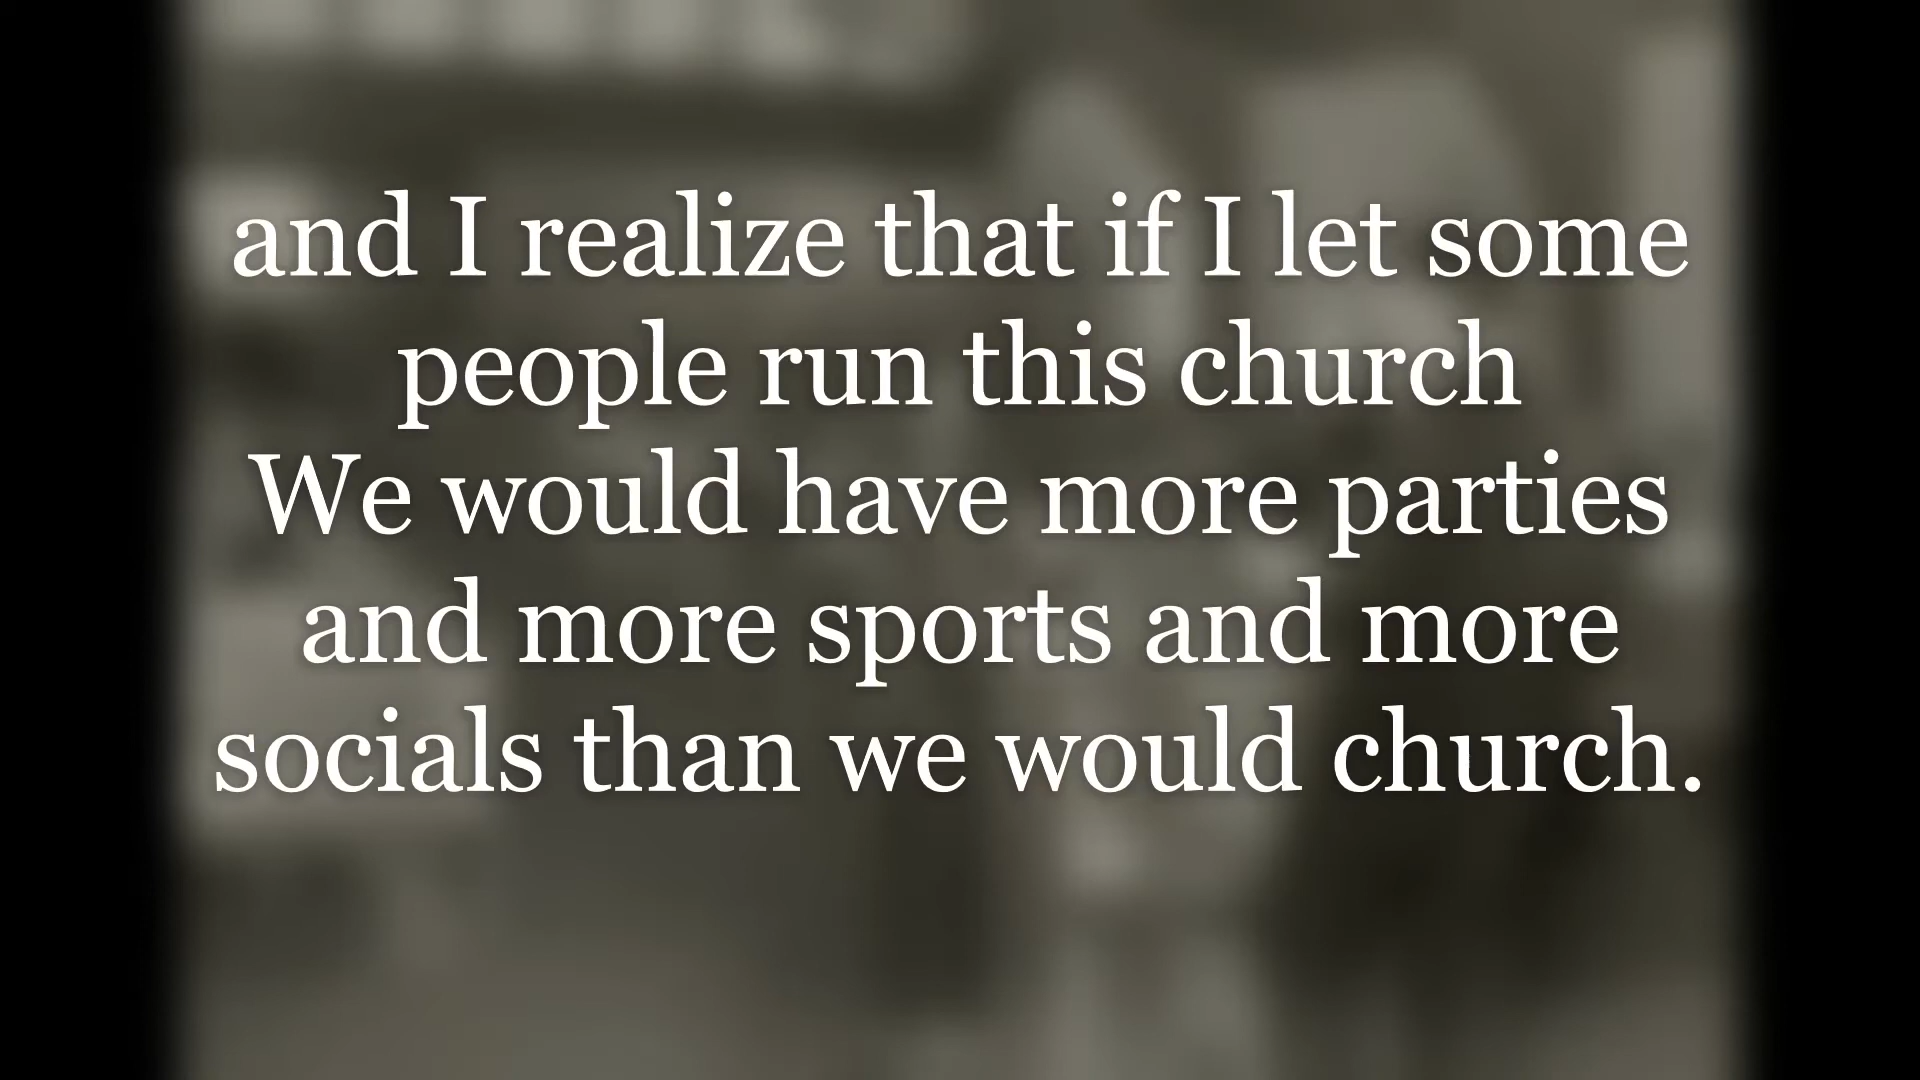 and I realize that if I let some
people run this church
We would have more parties
and more sports and more
socials than we would church.